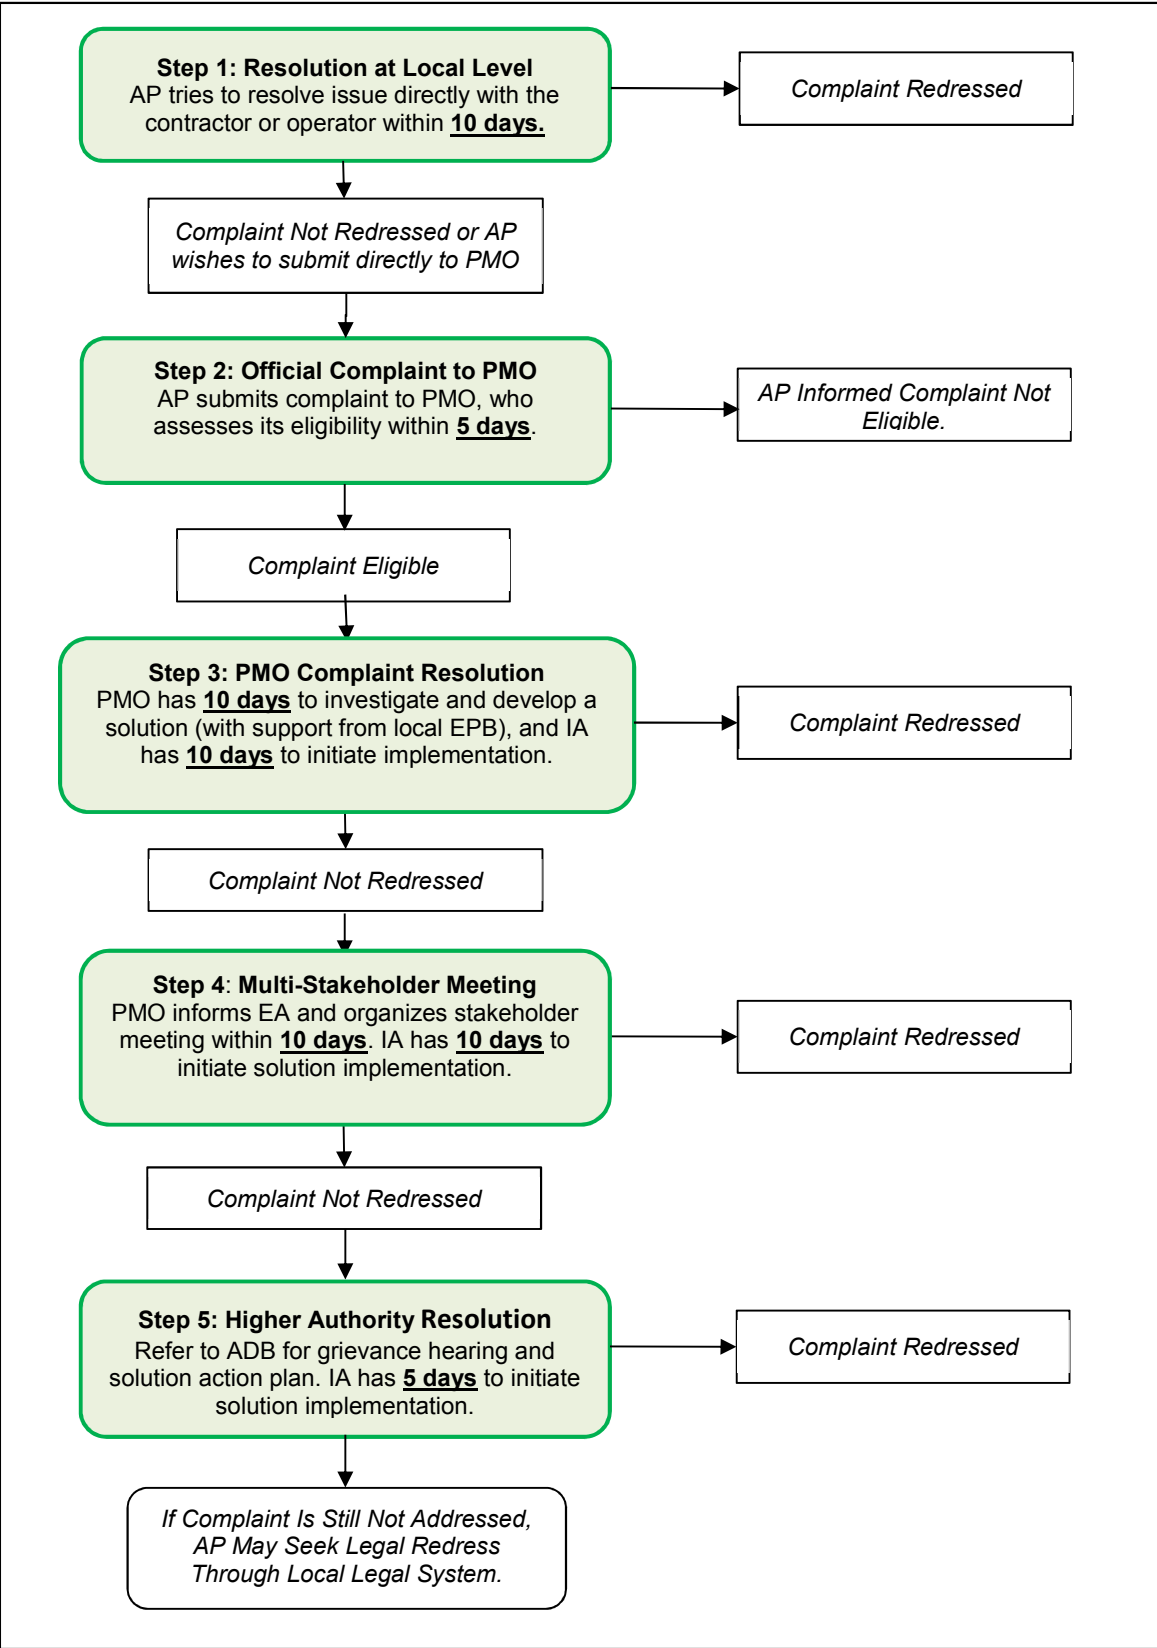 Step 1: Resolution at Local Level
AP tries to resolve issue directly with the
contractor or operator within 10 days.
Complaint Redressed
Complaint Not Redressed or AP
wishes to submit directly to PMO
Step 2: Official Complaint to PMO
AP submits complaint to PMO, who
assesses its eligibility within 5 days.
AP Informed Complaint Not
Eligible.
Complaint Eligible
Step 3: PMO Complaint Resolution
PMO has 10 days to investigate and develop a
solution (with support from local EPB), and IA
has 10 days to initiate implementation.
Complaint Redressed
Complaint Not Redressed
Step 4: Multi-Stakeholder Meeting
PMO informs EA and organizes stakeholder
meeting within 10 days. IA has 10 days to
initiate solution implementation.
Complaint Redressed
Complaint Not Redressed
Step 5: Higher Authority Resolution
Refer to ADB for grievance hearing and
solution action plan. IA has 5 days to initiate
solution implementation.
Complaint Redressed
If Complaint Is Still Not Addressed,
AP May Seek Legal Redress
Through Local Legal System.